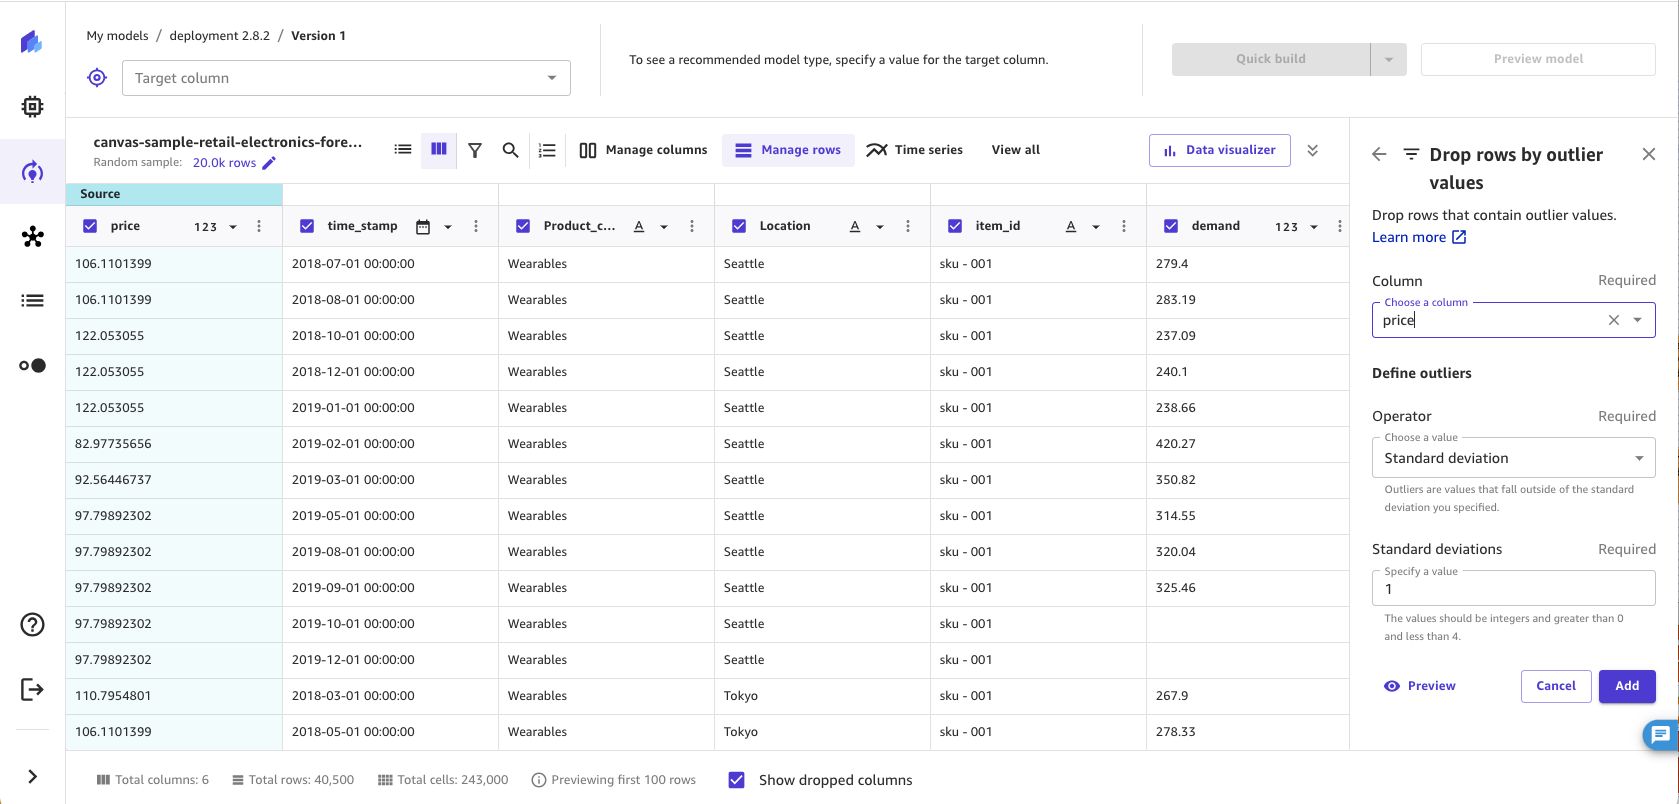 My models / deployment 2.8.2 / Version 1
Target column
To see a recommended model type, specify a value for the target column.
Quick build
Preview model
canvas-sample-retail-electronics-fore...
Random sample: 20.0k rows
Manage columns
Manage rows
Time series
View all
Data visualizer
Source
price 123
time_stamp
Product_c... A
Location A
item_id A
demand 123
106.1101399 2018-07-01 00:00:00 Wearables Seattle sku - 001 279.4
106.1101399 2018-08-01 00:00:00 Wearables Seattle sku - 001 283.19
122.053055 2018-10-01 00:00:00 Wearables Seattle sku - 001 237.09
122.053055 2018-12-01 00:00:00 Wearables Seattle sku - 001 240.1
122.053055 2019-01-01 00:00:00 Wearables Seattle sku - 001 238.66
82.97735656 2019-02-01 00:00:00 Wearables Seattle sku - 001 420.27
92.56446737 2019-03-01 00:00:00 Wearables Seattle sku - 001 350.82
97.79892302 2019-05-01 00:00:00 Wearables Seattle sku - 001 314.55
97.79892302 2019-08-01 00:00:00 Wearables Seattle sku - 001 320.04
97.79892302 2019-09-01 00:00:00 Wearables Seattle sku - 001 325.46
97.79892302 2019-10-01 00:00:00 Wearables Seattle sku - 001
97.79892302 2019-12-01 00:00:00 Wearables Seattle sku - 001
110.7954801 2018-03-01 00:00:00 Wearables Tokyo sku - 001 267.9
106.1101399 2018-05-01 00:00:00 Wearables Tokyo sku - 001 278.33
Drop rows by outlier
values
Drop rows that contain outlier values.
Learn more
Column Required
Choose a column
price
Define outliers
Operator Required
Choose a value
Standard deviation
Outliers are values that fall outside of the standard
deviation you specified.
Standard deviations Required
Specify a value
1
The values should be integers and greater than 0
and less than 4.
Preview
Cancel
Add
Total columns: 6
Total rows: 40,500
Total cells: 243,000
Previewing first 100 rows
Show dropped columns